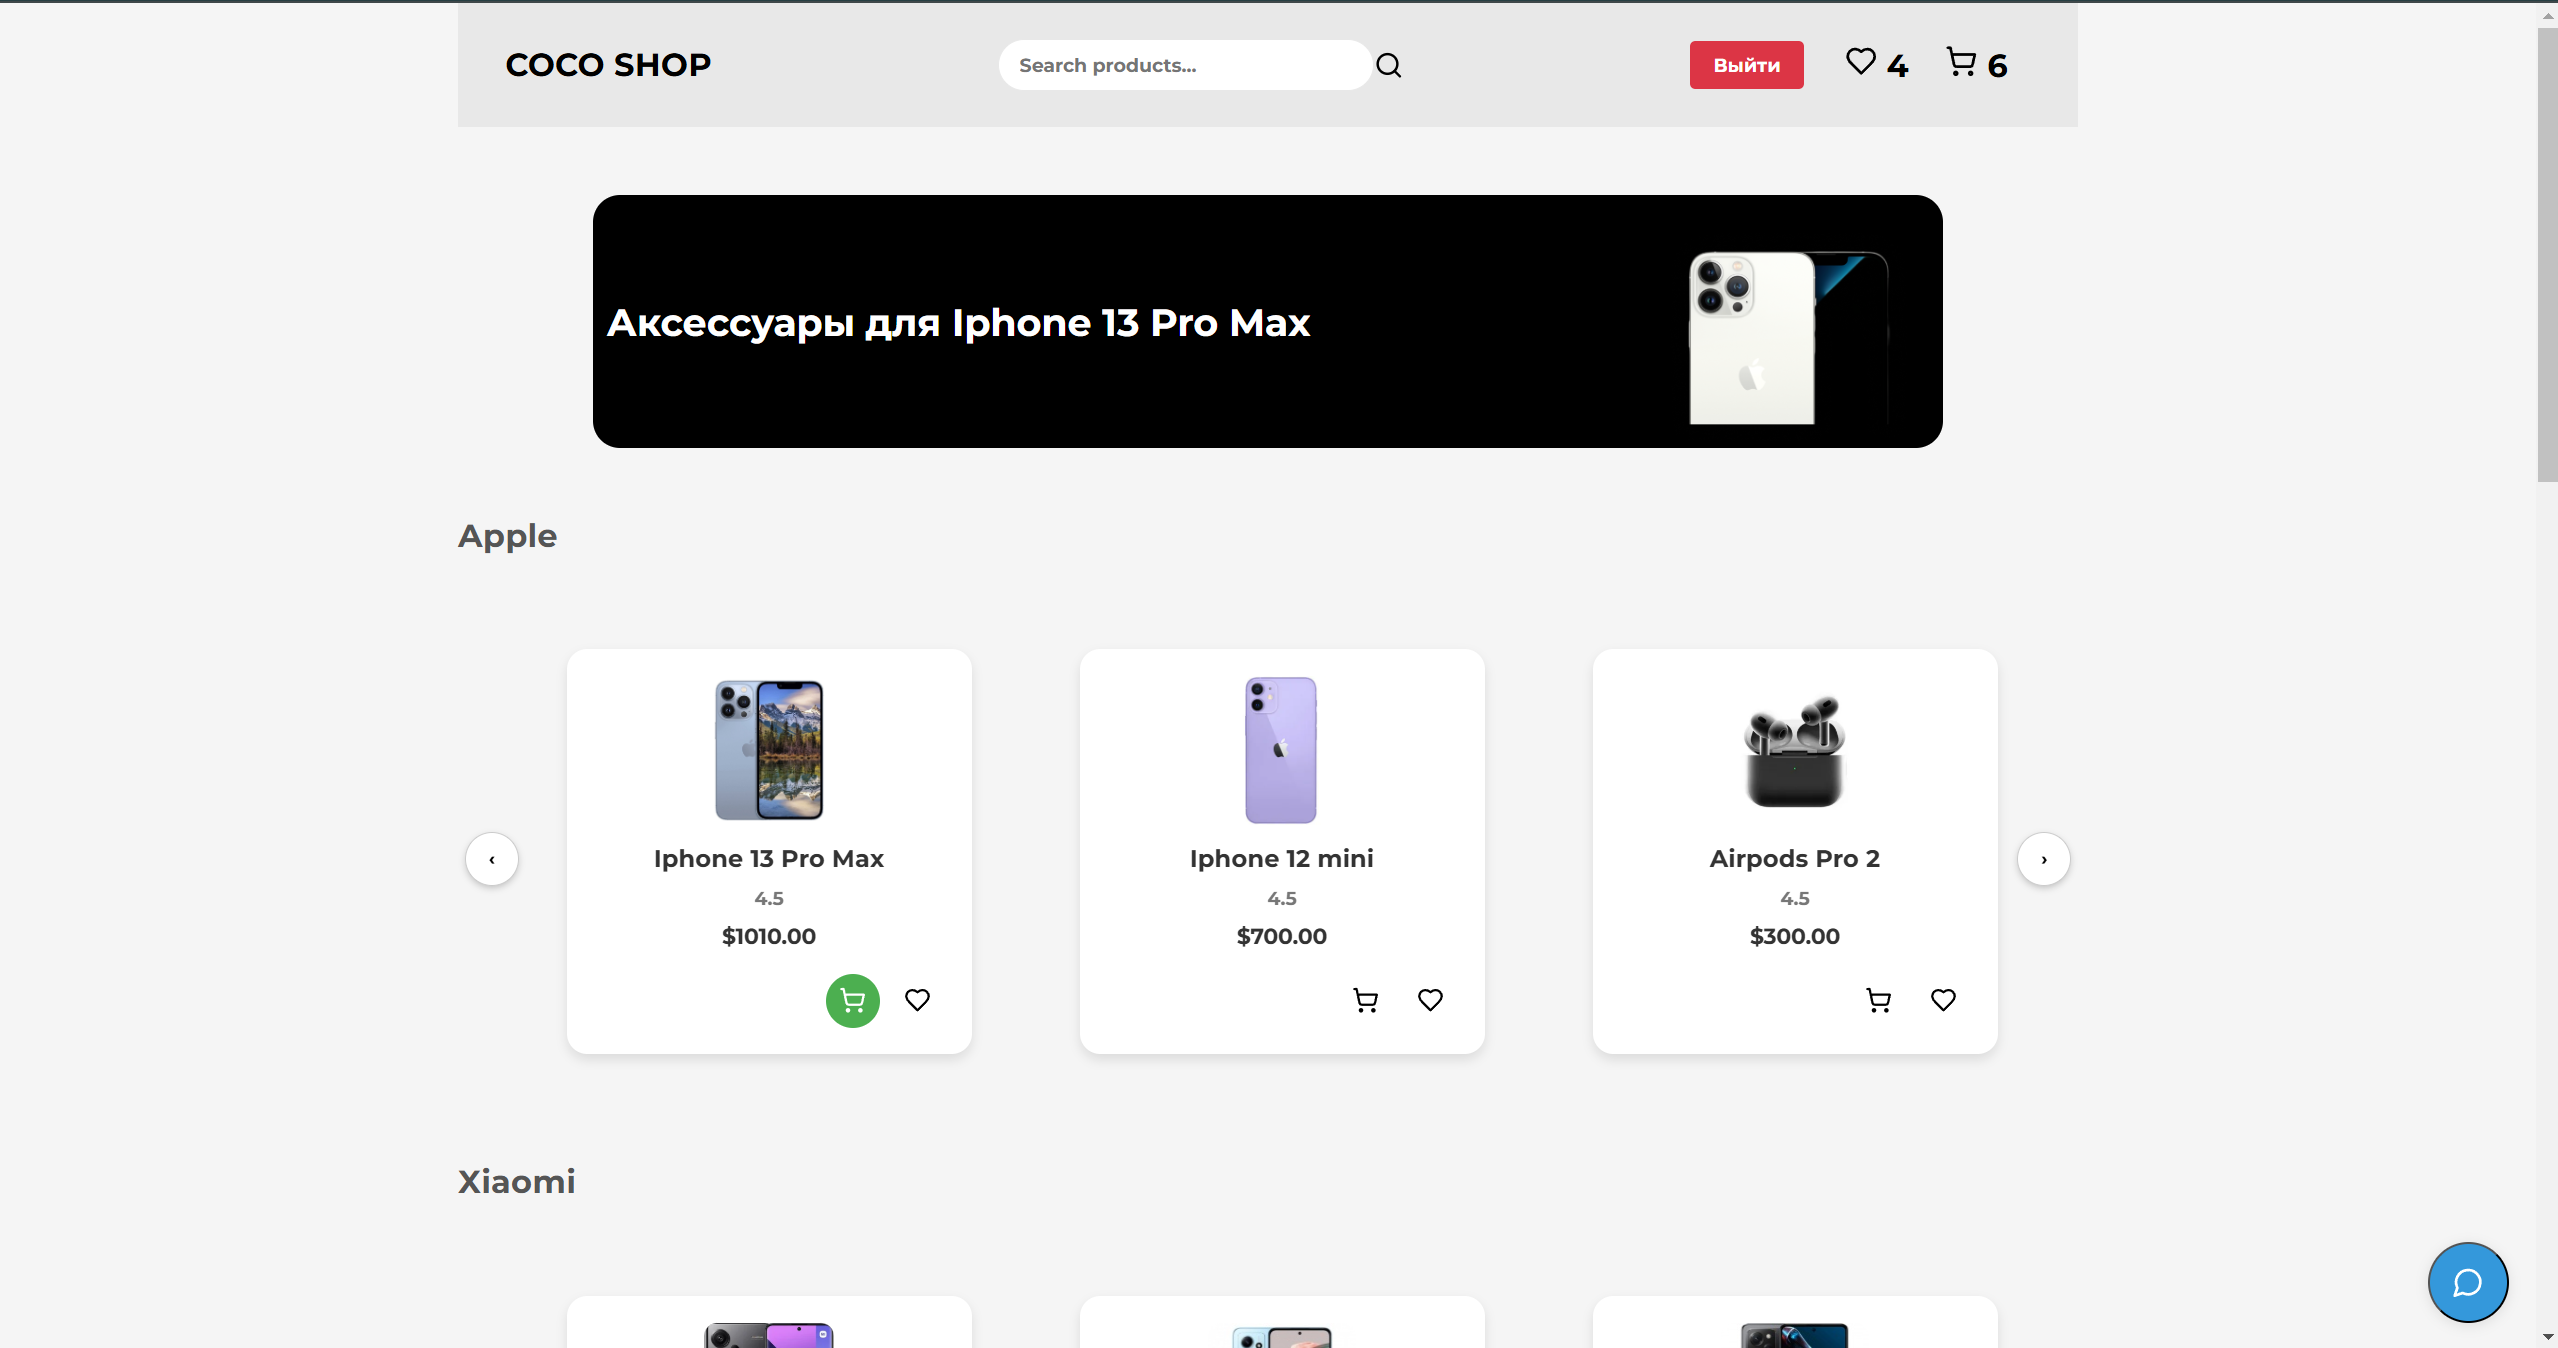 COCO SHOP
Search products...
Выйти
4
6
Аксессуары для Iphone 13 Pro Max
Apple
‹
Iphone 13 Pro Max
4.5
$1010.00
Iphone 12 mini
4.5
$700.00
Airpods Pro 2
4.5
$300.00
›
Xiaomi